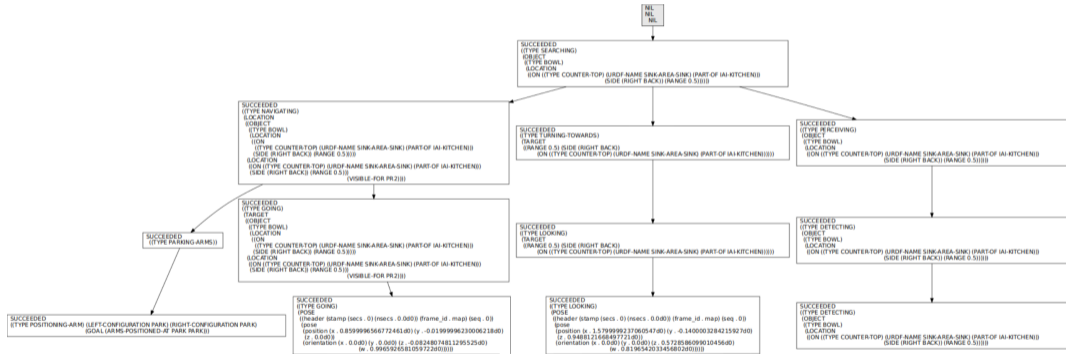 NIL
NIL
NIL
SUCCEEDED
((TYPE SEARCHING)
(OBJECT
((TYPE BOWL)
(LOCATION
((ON ((TYPE COUNTER-TOP) (URDF-NAME SINK-AREA-SINK) (PART-OF IAI-KITCHEN)))
(SIDE (RIGHT BACK)) (RANGE 0.5))))))
SUCCEEDED
((TYPE NAVIGATING)
(LOCATION
((OBJECT
((TYPE BOWL)
(LOCATION
((ON
((TYPE COUNTER-TOP) (URDF-NAME SINK-AREA-SINK) (PART-OF IAI-KITCHEN)))
(SIDE (RIGHT BACK)) (RANGE 0.5)))))
(LOCATION
((ON ((TYPE COUNTER-TOP) (URDF-NAME SINK-AREA-SINK) (PART-OF IAI-KITCHEN)))
(SIDE (RIGHT BACK)) (RANGE 0.5)))
(VISIBLE-FOR PR2))))
SUCCEEDED
((TYPE TURNING-TOWARDS)
(TARGET
((RANGE 0.5) (SIDE (RIGHT BACK))
(ON ((TYPE COUNTER-TOP) (URDF-NAME SINK-AREA-SINK) (PART-OF IAI-KITCHEN))))))
SUCCEEDED
((TYPE PERCEIVING)
(OBJECT
((TYPE BOWL)
(LOCATION
((ON ((TYPE COUNTER-TOP) (URDF-NAME SINK-AREA-SINK) (PART-OF IAI-KITCHEN)))
(SIDE (RIGHT BACK)) (RANGE 0.5))))))
SUCCEEDED
((TYPE PARKING-ARMS))
SUCCEEDED
((TYPE GOING)
(TARGET
((OBJECT
((TYPE BOWL)
(LOCATION
((ON
((TYPE COUNTER-TOP) (URDF-NAME SINK-AREA-SINK) (PART-OF IAI-KITCHEN)))
(SIDE (RIGHT BACK)) (RANGE 0.5)))))
(LOCATION
((ON ((TYPE COUNTER-TOP) (URDF-NAME SINK-AREA-SINK) (PART-OF IAI-KITCHEN)))
(SIDE (RIGHT BACK)) (RANGE 0.5)))
(VISIBLE-FOR PR2))))
SUCCEEDED
((TYPE LOOKING)
(TARGET
((RANGE 0.5) (SIDE (RIGHT BACK))
(ON ((TYPE COUNTER-TOP) (URDF-NAME SINK-AREA-SINK) (PART-OF IAI-KITCHEN))))))
SUCCEEDED
((TYPE DETECTING)
(OBJECT
((TYPE BOWL)
(LOCATION
((ON ((TYPE COUNTER-TOP) (URDF-NAME SINK-AREA-SINK) (PART-OF IAI-KITCHEN)))
(SIDE (RIGHT BACK)) (RANGE 0.5))))))
SUCCEEDED
((TYPE POSITIONING-ARM) (LEFT-CONFIGURATION PARK) (RIGHT-CONFIGURATION PARK)
(GOAL (ARMS-POSITIONED-AT PARK PARK)))
SUCCEEDED
((TYPE GOING)
(POSE
((header (stamp (secs . 0) (nsecs . 0.0d0)) (frame_id . map) (seq . 0))
(pose
(position (x . 0.8599996566772461d0) (y . -0.01999996230006218d0)
(z . 0.0d0))
(orientation (x . 0.0d0) (y . 0.0d0) (z . -0.08248074811295525d0)
(w . 0.9965926581059722d0))))))
SUCCEEDED
((TYPE LOOKING)
(POSE
((header (stamp (secs . 0) (nsecs . 0.0d0)) (frame_id . map) (seq . 0))
(pose
(position (x . 1.5799999237060547d0) (y . -0.1400003284215927d0)
(z . 0.9488121668497721d0))
(orientation (x . 0.0d0) (y . 0.0d0) (z . 0.5728586099010456d0)
(w . 0.8196542033456802d0))))))
SUCCEEDED
((TYPE DETECTING)
(OBJECT
((TYPE BOWL)
(LOCATION
((ON ((TYPE COUNTER-TOP) (URDF-NAME SINK-AREA-SINK) (PART-OF IAI-KITCHEN)))
(SIDE (RIGHT BACK)) (RANGE 0.5))))))